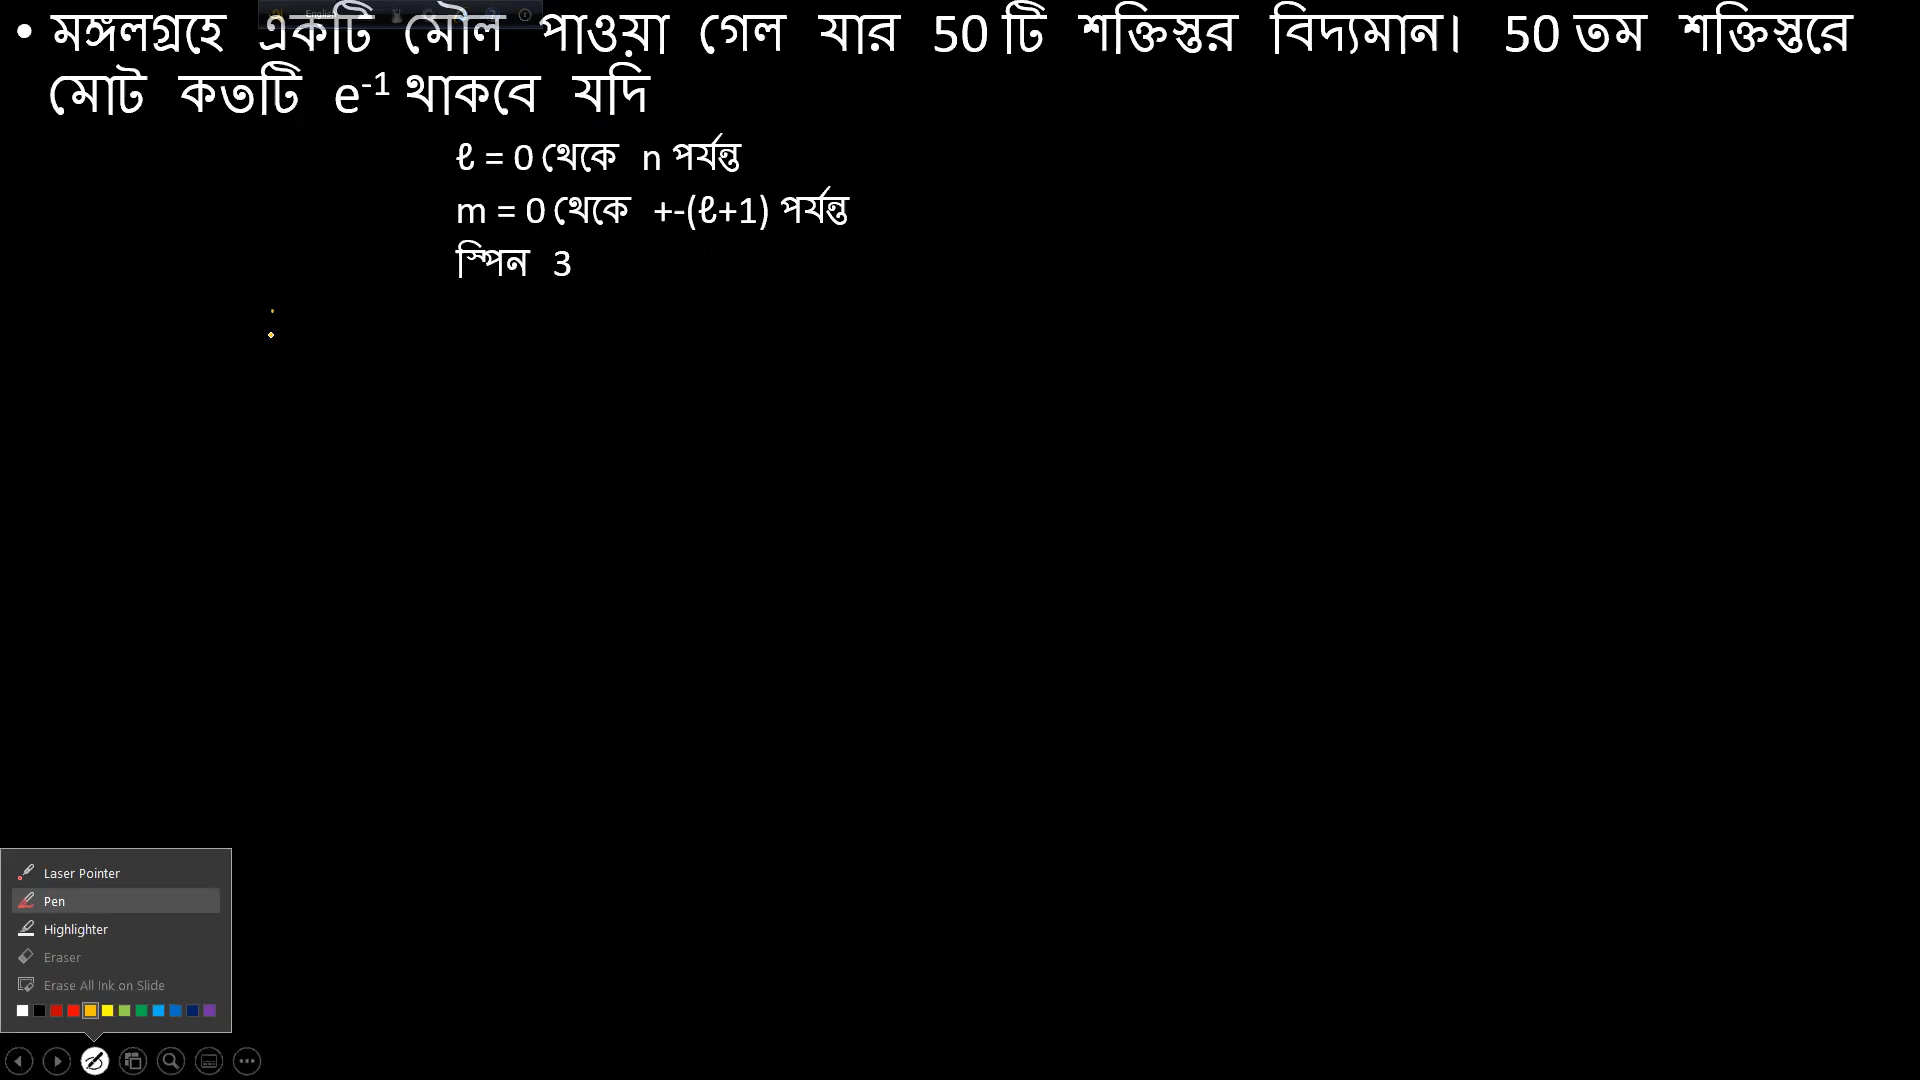 • মঙ্গলগ্রহে একটি মৌল পাওয়া গেল যার 50 টি শক্তিস্তর বিদ্যমান। 50 তম শক্তিস্তরে
মোট কতটি e-1 থাকবে যদি
ℓ = 0 থেকে n পর্যন্ত
m = 0 থেকে +-(ℓ+1) পর্যন্ত
স্পিন 3
Laser Pointer
Pen
Highlighter
Eraser
Erase All Ink on Slide